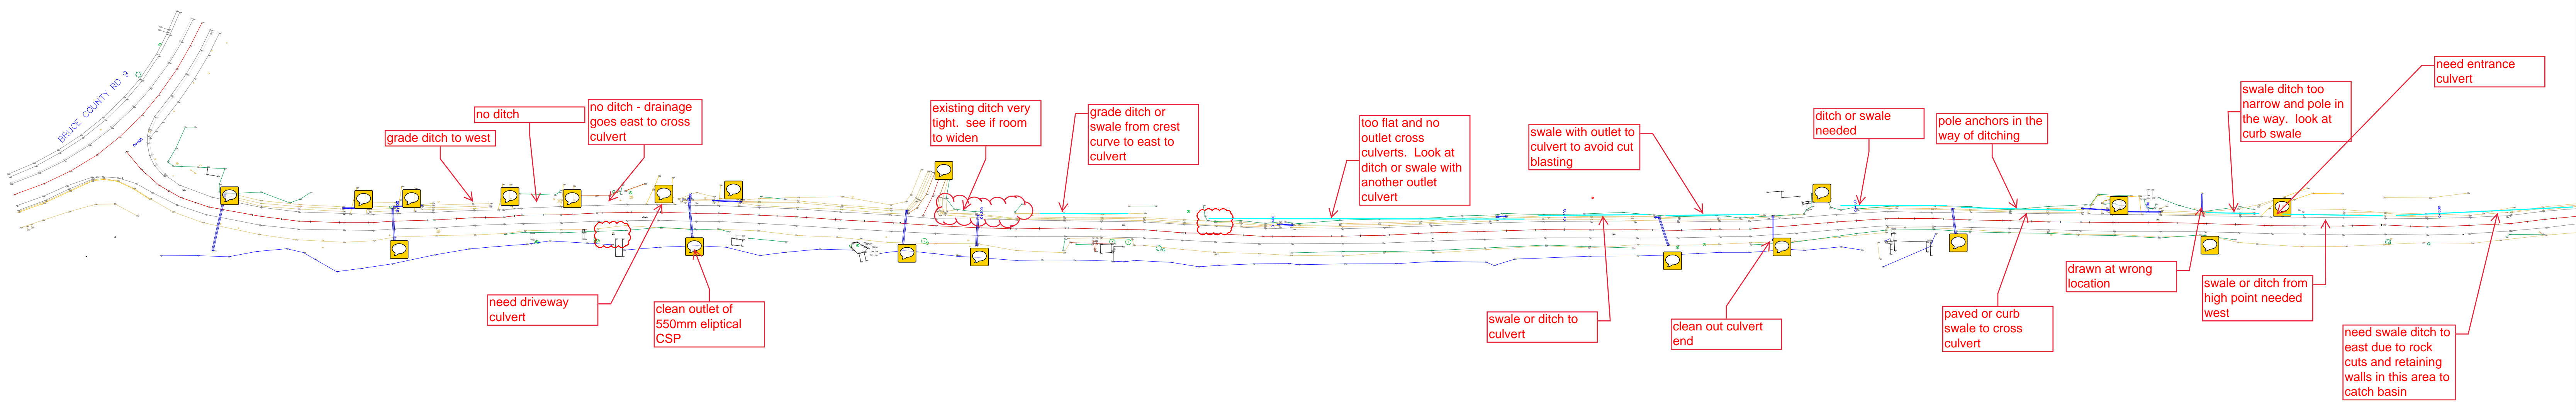 BRUCE COUNTY RD 9
grade ditch to west
no ditch
no ditch - drainage
goes east to cross
culvert
need driveway
culvert
clean outlet of
550mm eliptical
CSP
existing ditch very
tight. see if room
to widen
grade ditch or
swale from crest
curve to east to
culvert
too flat and no
outlet cross
culverts. Look at
ditch or swale with
another outlet
culvert
swale with outlet to
culvert to avoid cut
blasting
swale or ditch to
culvert
clean out culvert
end
ditch or swale
needed
pole anchors in the
way of ditching
paved or curb
swale to cross
culvert
drawn at wrong
location
swale ditch too
narrow and pole in
the way. look at
curb swale
swale or ditch from
high point needed
west
need entrance
culvert
need swale ditch to
east due to rock
cuts and retaining
walls in this area to
catch basin